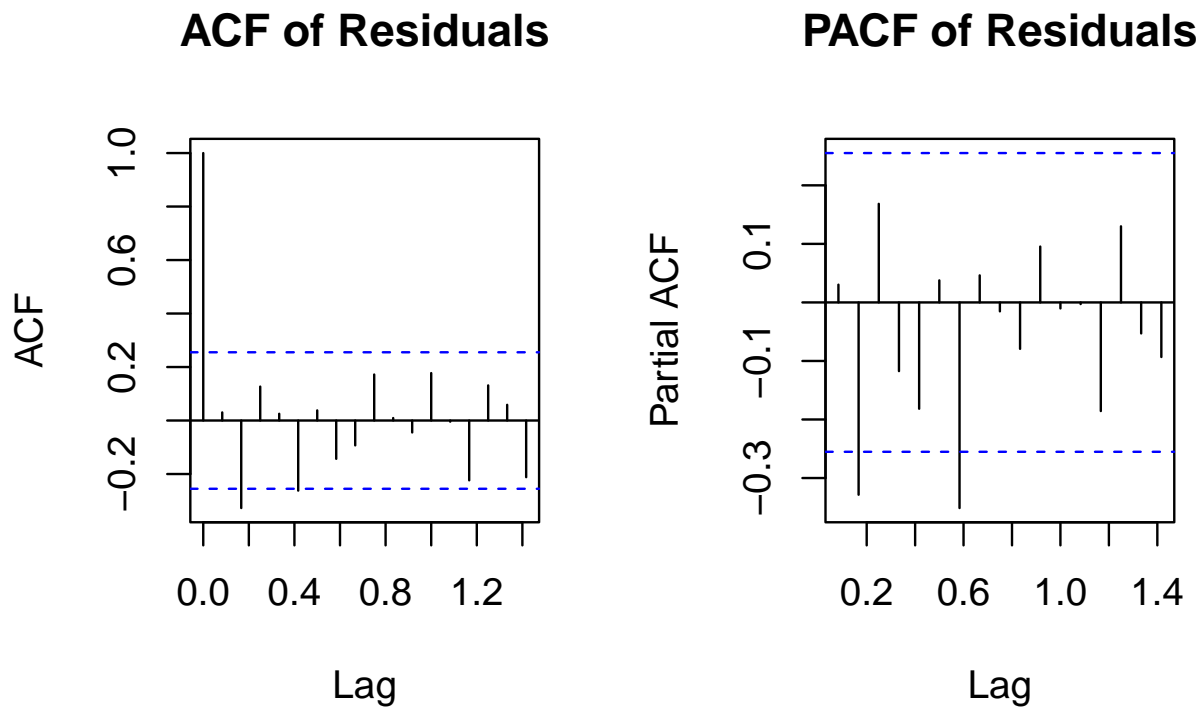 ACF of Residuals
ACF
1.0
0.6
0.2
−0.2
0.0 0.4 0.8 1.2
Lag
PACF of Residuals
Partial ACF
0.1
−0.1
−0.3
0.2 0.6 1.0 1.4
Lag